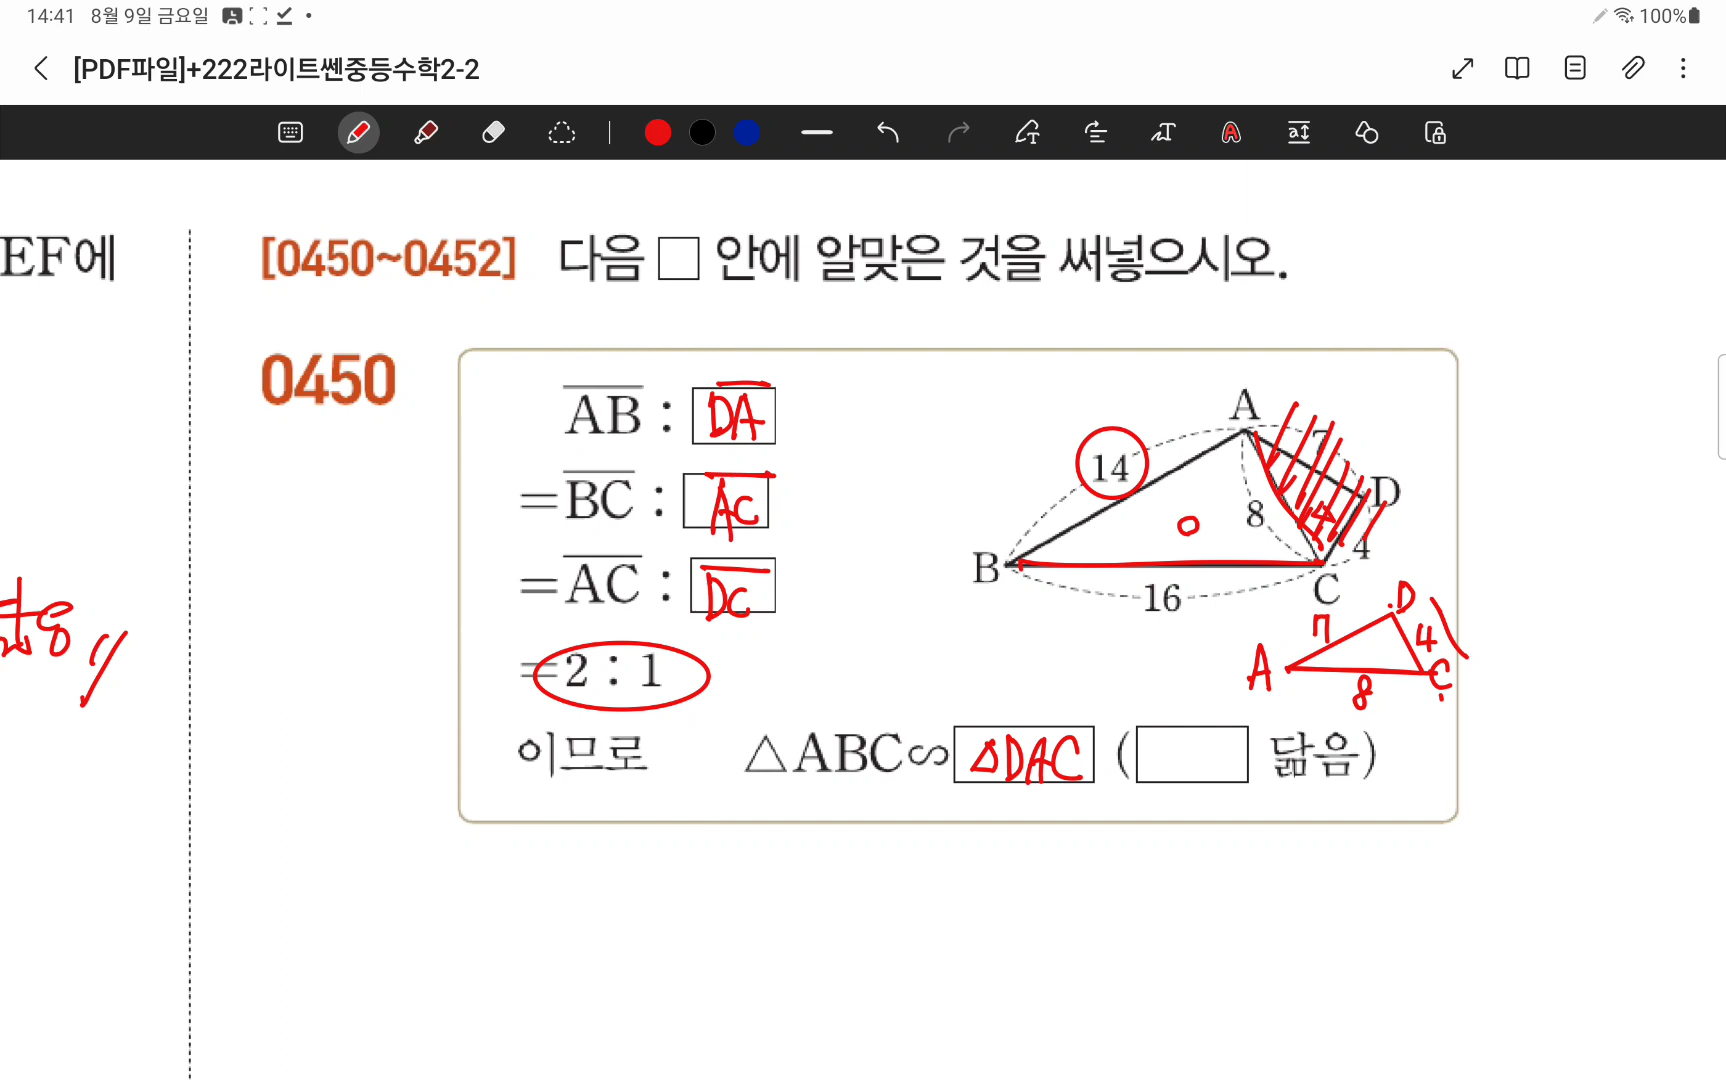 14:41 8월 9일 금요일
100%
[PDF파일]+222라이트쎈중등수학2-2
EF에
[0450~0452] 다음 □ 안에 알맞은 것을 써넣으시오.
0450
AB : DA
=BC : AC
=AC : DC
=2 : 1
이므로 △ABC∽ △DAC ( □ 닮음)
A
7
14
D
8
4
B
16
C
D
7
4
A
8
C
8